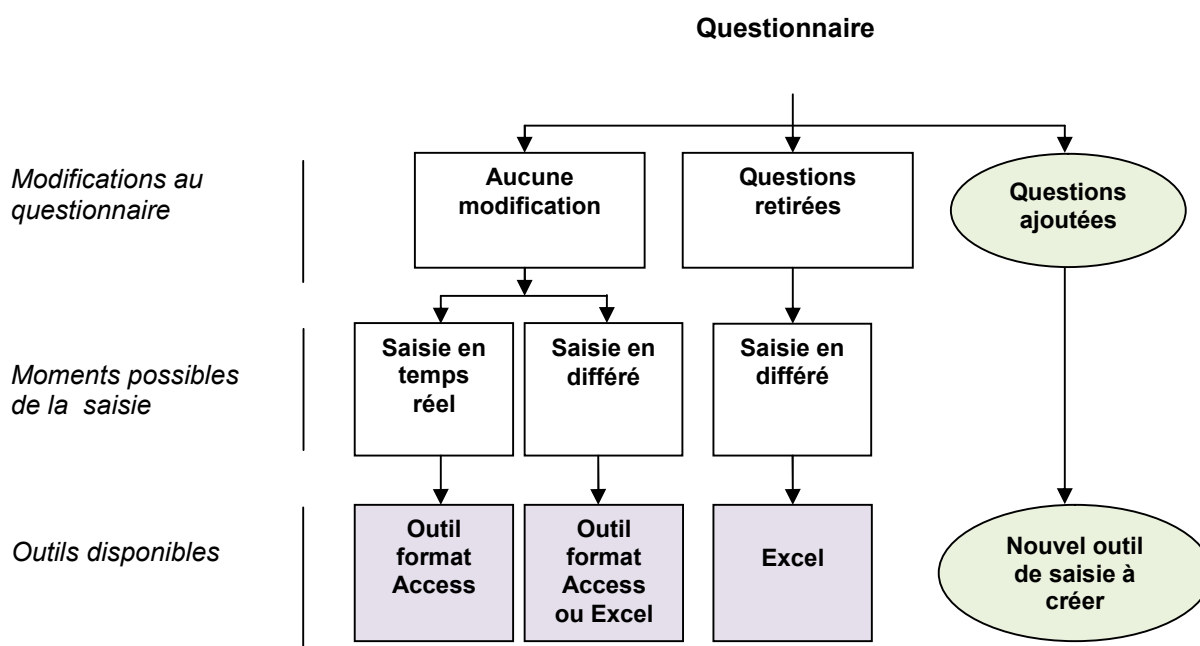 Questionnaire
Modifications au
questionnaire
Aucune
modification
Questions
retirées
Questions
ajoutées
Moments possibles
de la saisie
Saisie en
temps
réel
Saisie en
différé
Saisie en
différé
Outils disponibles
Outil
format
Access
Outil
format
Access
ou Excel
Excel
Nouvel outil
de saisie à
créer